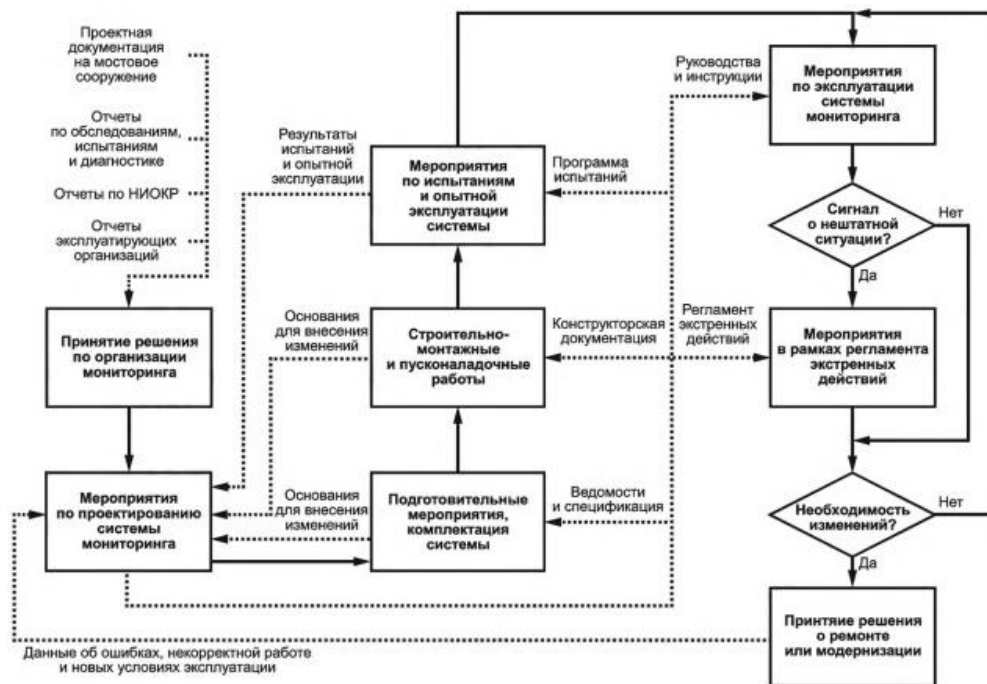 Проектная
документация
на мостовое
сооружение
Отчеты
по обследованиям,
испытаниям
и диагностике
Отчеты по НИОКР
Отчеты
эксплуатирующих
организаций
Принятие решения
по организации
мониторинга
Мероприятия
по проектированию
системы
мониторинга
Результаты
испытаний
и опытной
эксплуатации
Основания
для внесения
изменений
Основания
для внесения
изменений
Мероприятия
по испытаниям
и опытной
эксплуатации
системы
Строительно-
монтажные
и пусконаладочные
работы
Подготовительные
мероприятия,
комплектация
системы
Программа
испытаний
Конструкторская
документация
Ведомости
и спецификация
Руководства
и инструкции
Регламент
экстренных
действий
Мероприятия
по эксплуатации
системы
мониторинга
Сигнал
о нештатной
ситуации?
Нет
Да
Мероприятия
в рамках регламента
экстренных
действий
Необходимость
изменений?
Нет
Да
Принтяие решения
о ремонте
или модернизации
Данные об ошибках, некорректной работе
и новых условиях эксплуатации